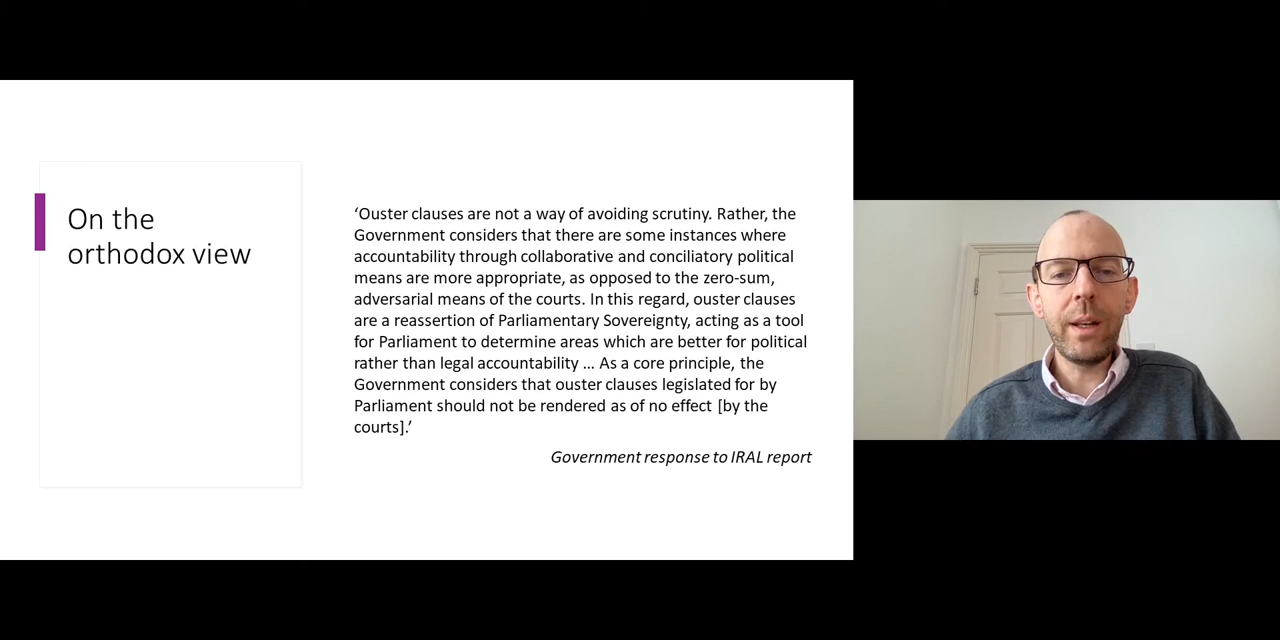 On the
orthodox view
‘Ouster clauses are not a way of avoiding scrutiny. Rather, the
Government considers that there are some instances where
accountability through collaborative and conciliatory political
means are more appropriate, as opposed to the zero-sum,
adversarial means of the courts. In this regard, ouster clauses
are a reassertion of Parliamentary Sovereignty, acting as a tool
for Parliament to determine areas which are better for political
rather than legal accountability ... As a core principle, the
Government considers that ouster clauses legislated for by
Parliament should not be rendered as of no effect [by the
courts].’
Government response to IRAL report